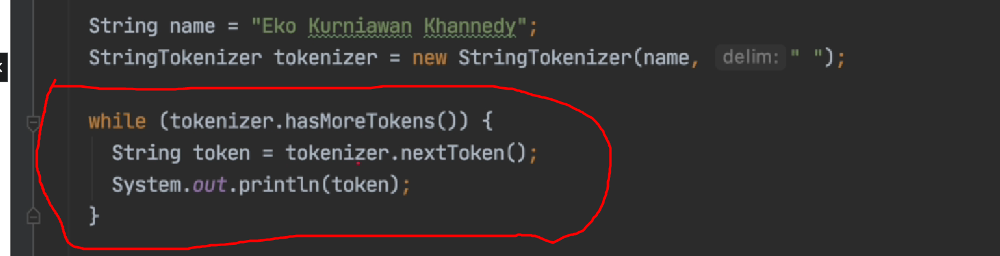 String name = "Eko Kurniawan Khannedy";
StringTokenizer tokenizer = new StringTokenizer(name, delim: " ");
while (tokenizer.hasMoreTokens()) {
String token = tokenizer.nextToken();
System.out.println(token);
}